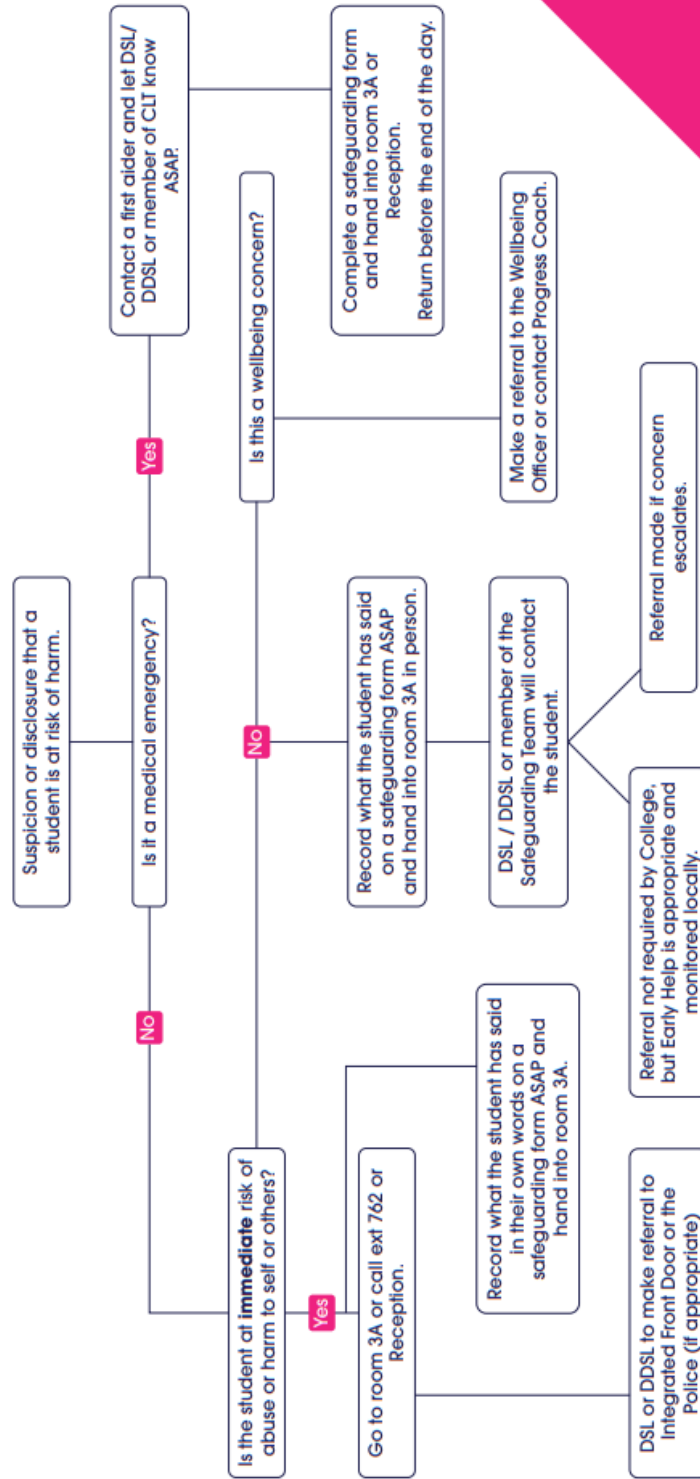 Suspicion or disclosure that a
student is at risk of harm.
Is it a medical emergency?
No
Yes
Contact a first aider and let DSL/
DDSL or member of CLT know
ASAP.
Complete a safeguarding form
and hand into room 3A or
Reception.
Return before the end of the day.
Is the student at immediate risk of
abuse or harm to self or others?
No
Is this a wellbeing concern?
Yes
Go to room 3A or call ext 762 or
Reception.
Record what the student has said
in their own words on a
safeguarding form ASAP and
hand into room 3A.
DSL or DDSL to make referral to
Integrated Front Door or the
Police (if appropriate)
Record what the student has said
on a safeguarding form ASAP
and hand into room 3A in person.
DSL / DDSL or member of the
Safeguarding Team will contact
the student.
Referral not required by College,
but Early Help is appropriate and
monitored locally.
Referral made if concern
escalates.
Make a referral to the Wellbeing
Officer or contact Progress Coach.